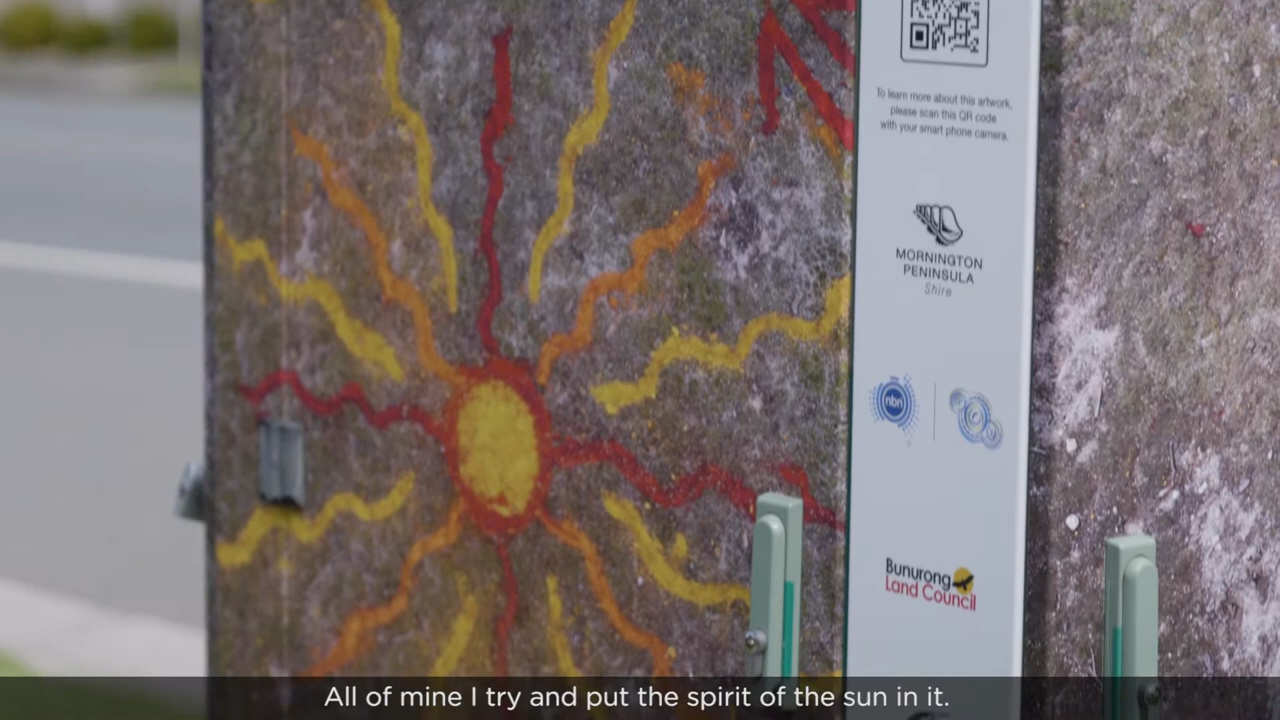 To learn more about this artwork,
please scan this QR code
with your smart phone camera.
MORNINGTON
PENINSULA
Shire
nbn
Bunurong
Land Council
All of mine I try and put the spirit of the sun in it.